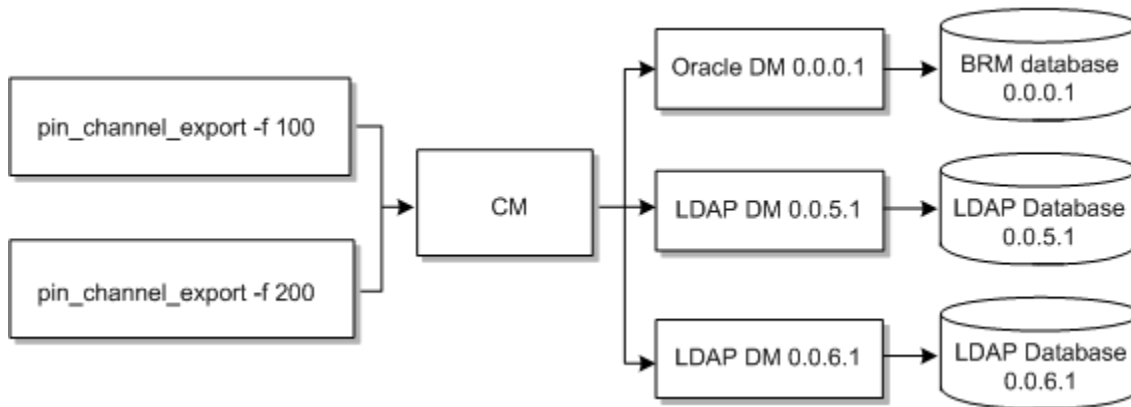 pin_channel_export -f 100
pin_channel_export -f 200
CM
Oracle DM 0.0.0.1
BRM database
0.0.0.1
LDAP DM 0.0.5.1
LDAP Database
0.0.5.1
LDAP DM 0.0.6.1
LDAP Database
0.0.6.1